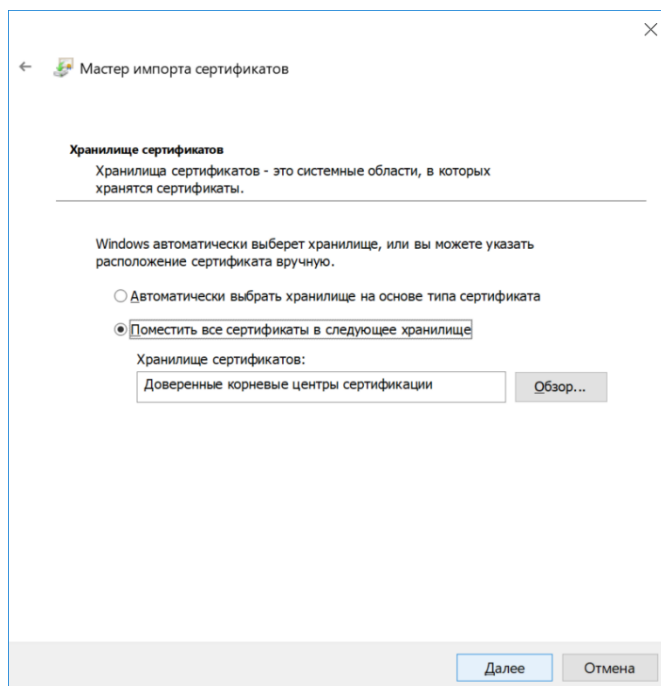 Мастер импорта сертификатов
Хранилище сертификатов
Хранилища сертификатов - это системные области, в которых
хранятся сертификаты.
Windows автоматически выберет хранилище, или вы можете указать
расположение сертификата вручную.
Автоматически выбрать хранилище на основе типа сертификата
Поместить все сертификаты в следующее хранилище
Хранилище сертификатов:
Доверенные корневые центры сертификации
Обзор...
Далее
Отмена